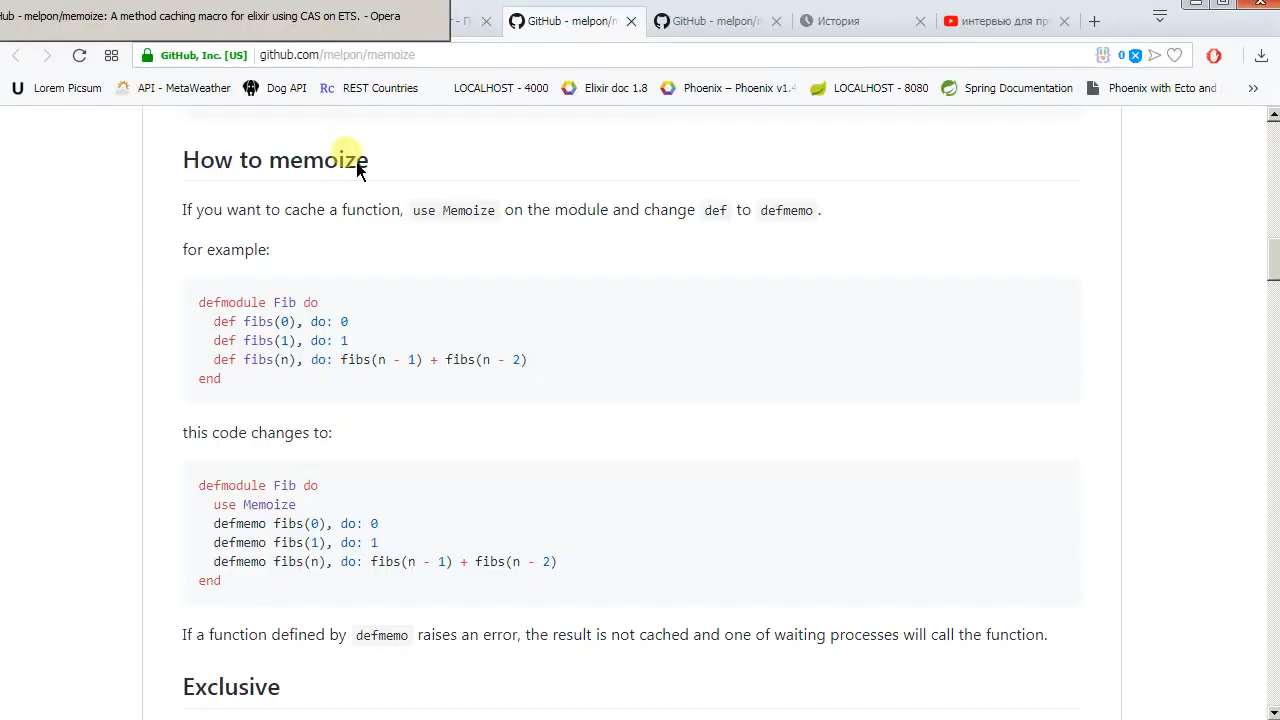 Hub - melpon/memoize: A method caching macro for elixir using CAS on ETS. - Opera
GitHub - melpon/r
GitHub - melpon/r
История
интервью для пр
GitHub, Inc. [US]
github.com/melpon/memoize
0
Lorem Picsum
API - MetaWeather
Dog API
Rc REST Countries
LOCALHOST - 4000
Elixir doc 1.8
Phoenix – Phoenix v1.4
LOCALHOST - 8080
Spring Documentation
Phoenix with Ecto and
How to memoize
If you want to cache a function, use Memoize on the module and change def to defmemo.
for example:
defmodule Fib do
def fibs(0), do: 0
def fibs(1), do: 1
def fibs(n), do: fibs(n - 1) + fibs(n - 2)
end
this code changes to:
defmodule Fib do
use Memoize
defmemo fibs(0), do: 0
defmemo fibs(1), do: 1
defmemo fibs(n), do: fibs(n - 1) + fibs(n - 2)
end
If a function defined by defmemo raises an error, the result is not cached and one of waiting processes will call the function.
Exclusive